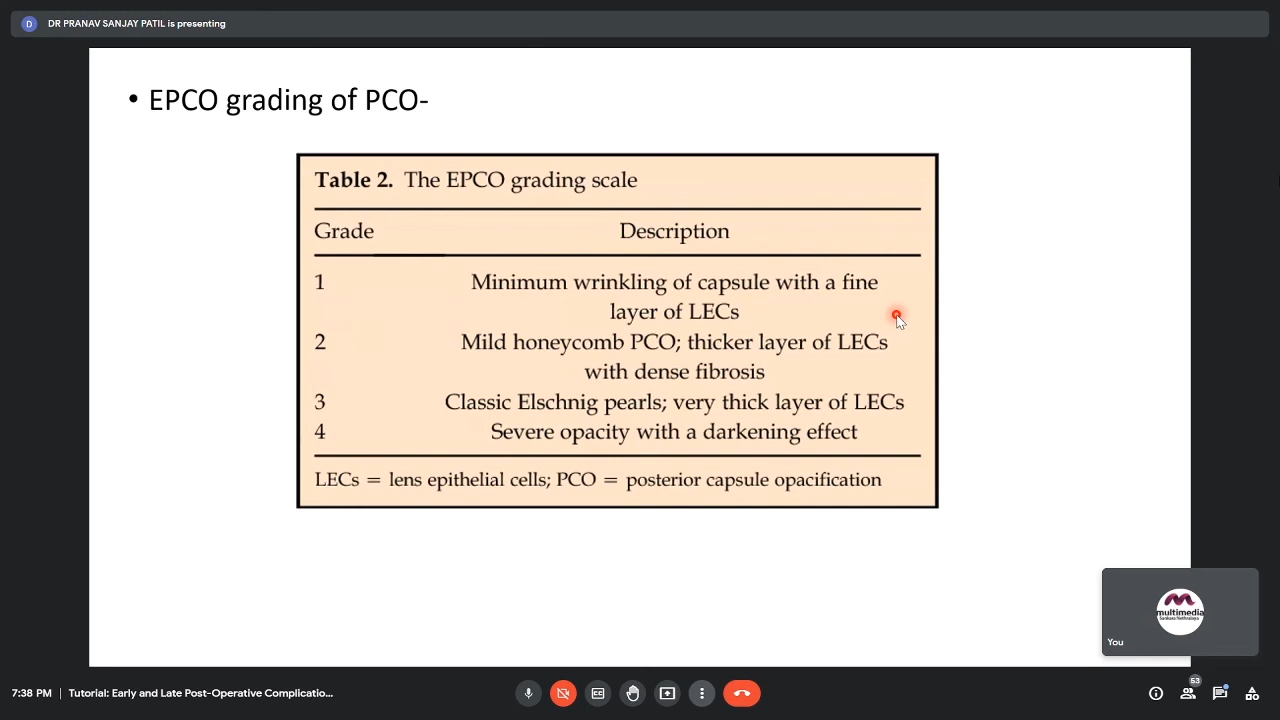 D DR PRANAV SANJAY PATIL is presenting
• EPCO grading of PCO-
Table 2. The EPCO grading scale
Grade Description
1 Minimum wrinkling of capsule with a fine
layer of LECs
2 Mild honeycomb PCO; thicker layer of LECs
with dense fibrosis
3 Classic Elschnig pearls; very thick layer of LECs
4 Severe opacity with a darkening effect
LECs = lens epithelial cells; PCO = posterior capsule opacification
multimedia
Sankara Nethralaya
You
7:38 PM | Tutorial: Early and Late Post-Operative Complicatio...
53